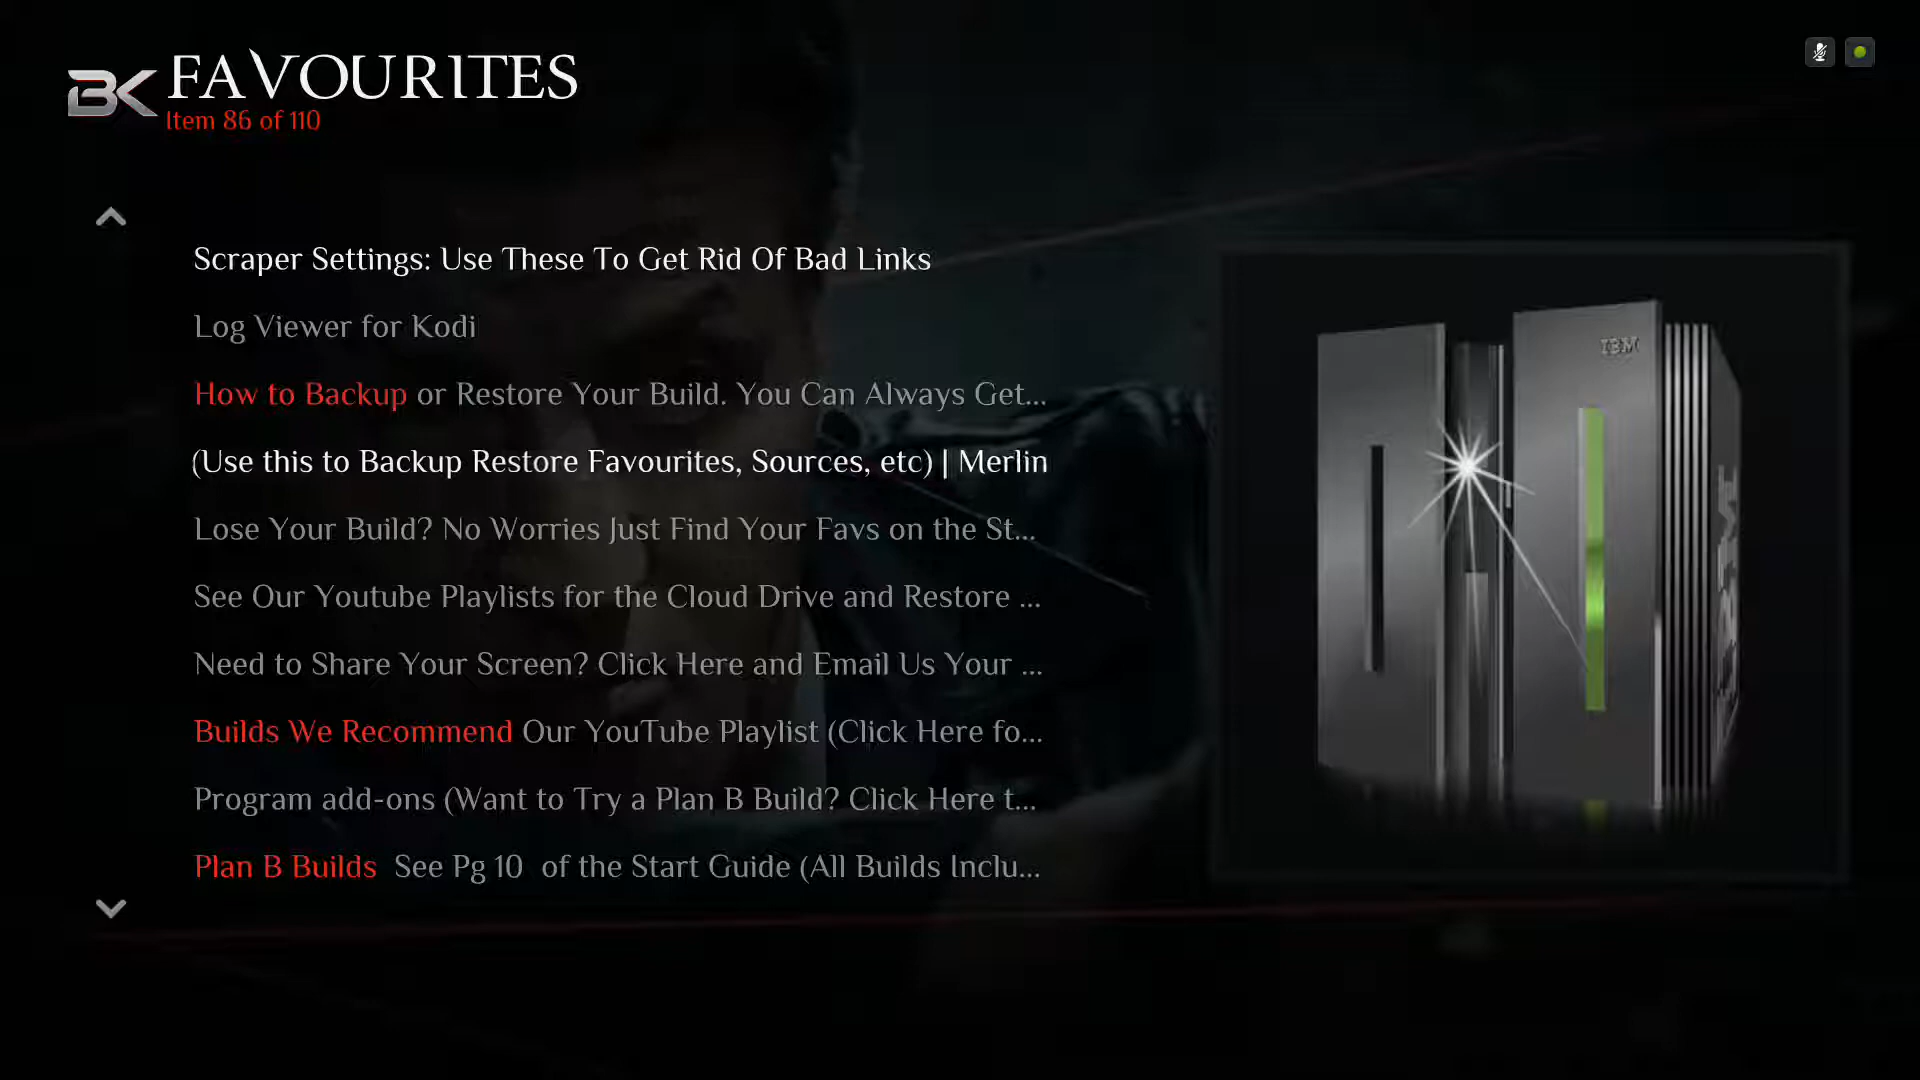 BK FAVOURITES
Item 86 of 110
Scraper Settings: Use These To Get Rid Of Bad Links
Log Viewer for Kodi
How to Backup or Restore Your Build. You Can Always Get...
(Use this to Backup Restore Favourites, Sources, etc) | Merlin
Lose Your Build? No Worries Just Find Your Favs on the St...
See Our Youtube Playlists for the Cloud Drive and Restore ...
Need to Share Your Screen? Click Here and Email Us Your ...
Builds We Recommend Our YouTube Playlist (Click Here fo...
Program add-ons (Want to Try a Plan B Build? Click Here t...
Plan B Builds See Pg 10 of the Start Guide (All Builds Inclu...
IBM
IBM